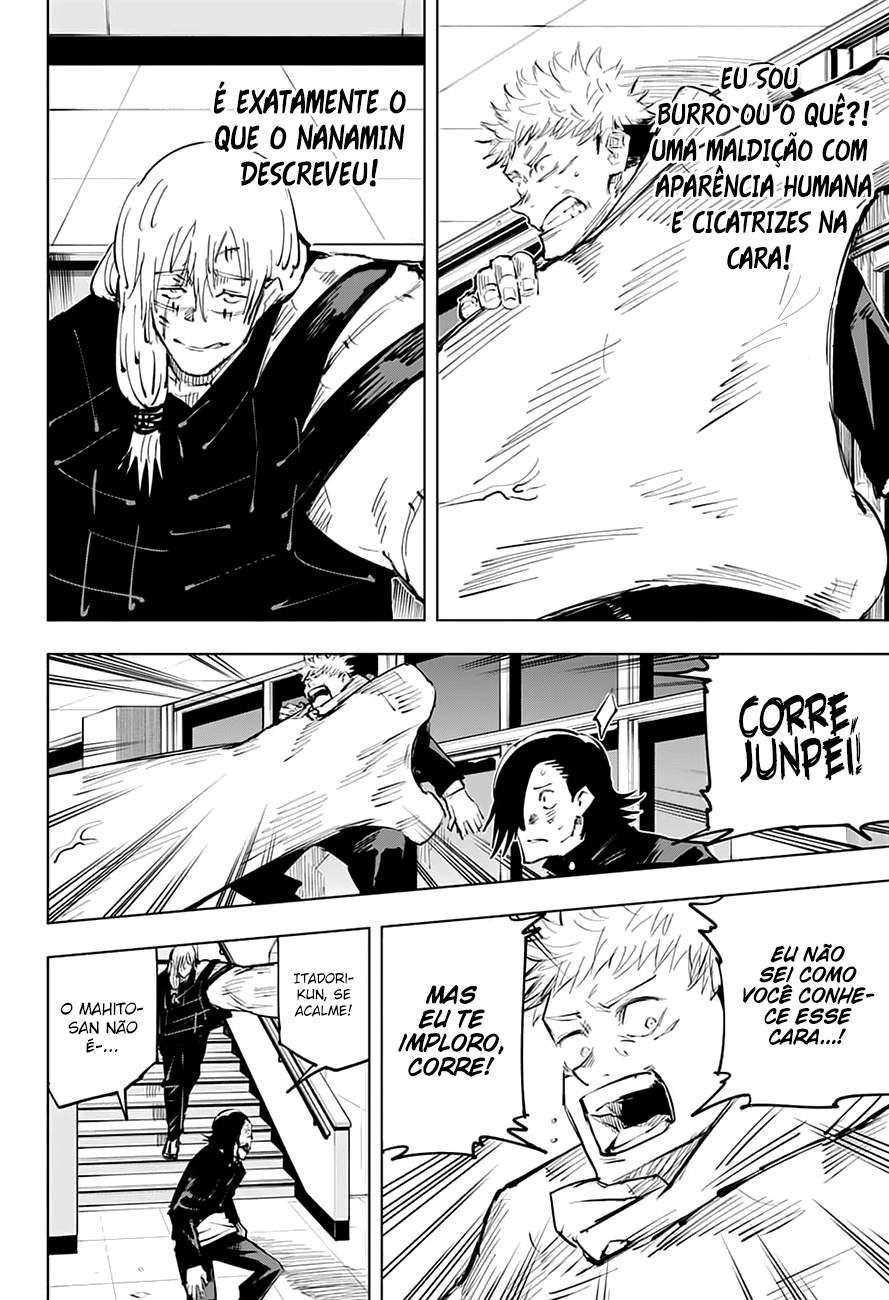 EU SOU
BURRO OU O QUÊ?!
UMA MALDIÇÃO COM
APARÊNCIA HUMANA
E CICATRIZES NA
CARA!
É EXATAMENTE O
QUE O NANAMIN
DESCREVEU!
CORRE,
JUNPEI!
EU NÃO
SEI COMO
VOCÊ CONHE-
CE ESSE
CARA...!
MAS
EU TE
IMPLORO,
CORRE!
ITADORI-
KUN, SE
ACALME!
O MAHITO-
SAN NÃO
É-...